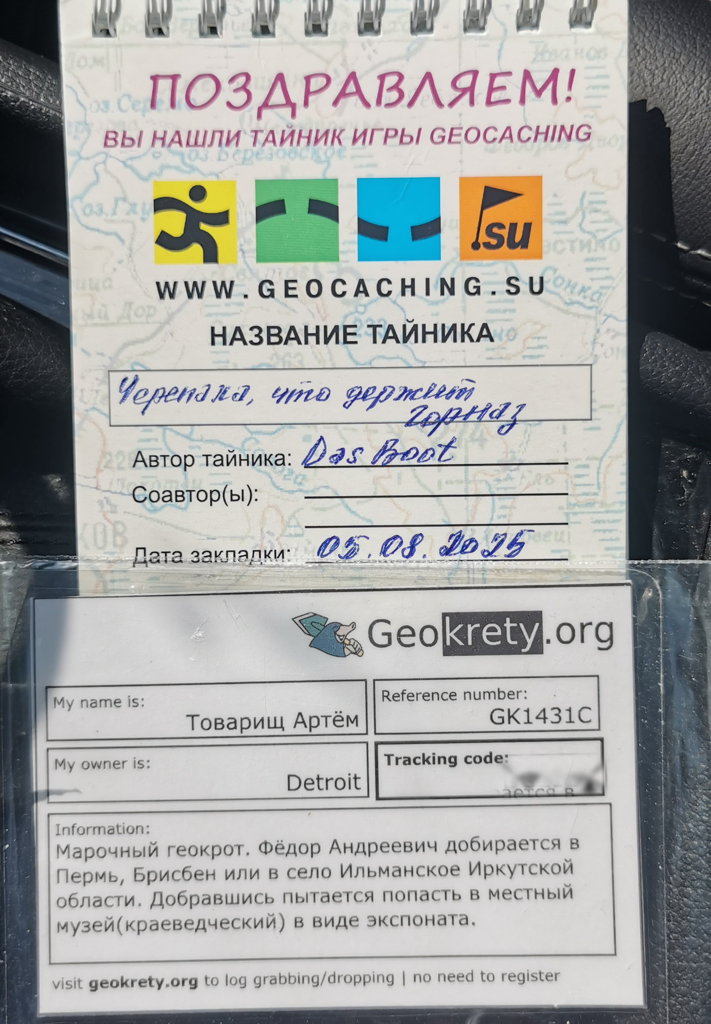 ПОЗДРАВЛЯЕМ!
ВЫ НАШЛИ ТАЙНИК ИГРЫ GEOCACHING
.su
WWW.GEOCACHING.SU
НАЗВАНИЕ ТАЙНИКА
Черепаха, что держит
горназ
Автор тайника: Das Boot
Соавтор(ы):
Дата закладки: 05.08.2025
Geokrety.org
My name is:
Товарищ Артём
Reference number:
GK1431C
My owner is:
Detroit
Tracking code:
Information:
Марочный геокрот. Фёдор Андреевич добирается в
Пермь, Брисбен или в село Ильманское Иркутской
области. Добравшись пытается попасть в местный
музей(краеведческий) в виде экспоната.
visit geokrety.org to log grabbing/dropping | no need to register